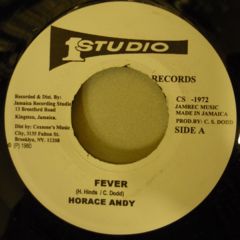 1 STUDIO
RECORDS
Recorded & Dist. By:
Jamaica Recording Studio
13 Brentford Road
Kingston, Jamaica.
Dist. by Coxsone's Music
3135 Fulton St.
Brooklyn, NY. 11208
(P) 1980
CS -1972
JAMREC MUSIC
MADE IN JAMAICA
PROD.BY: C. S. DODD
SIDE A
FEVER
(H. Hinds / C. Dodd)
HORACE ANDY